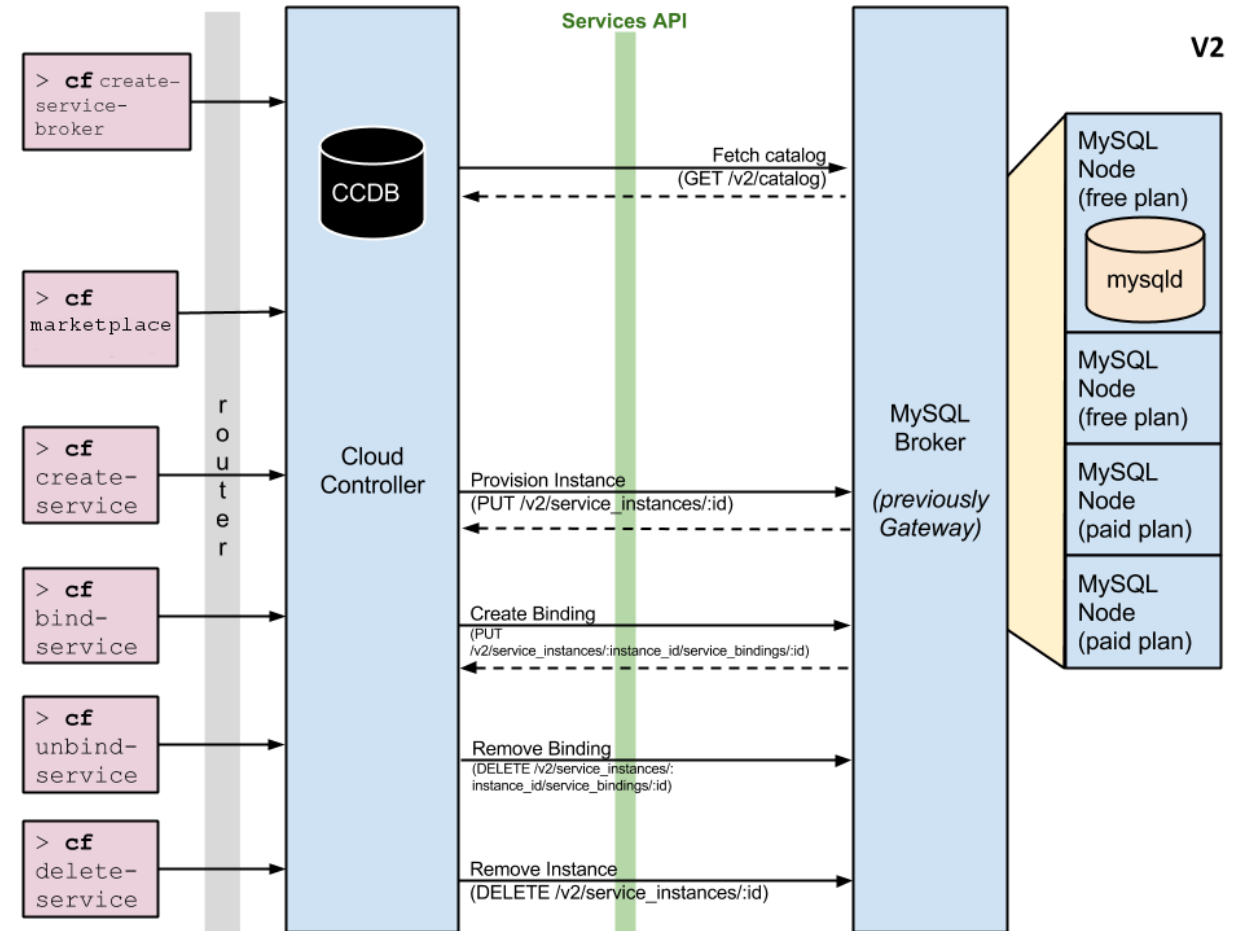 Services API
V2
> cf create-
service-
broker
CCDB
Fetch catalog
(GET /v2/catalog)
MySQL
Node
(free plan)
mysqld
> cf
marketplace
MySQL
Node
(free plan)
router
Cloud
Controller
MySQL
Broker
(previously
Gateway)
> cf
create-
service
Provision Instance
(PUT /v2/service_instances/:id)
MySQL
Node
(paid plan)
> cf
bind-
service
Create Binding
(PUT
/v2/service_instances/:instance_id/service_bindings/:id)
MySQL
Node
(paid plan)
> cf
unbind-
service
Remove Binding
(DELETE /v2/service_instances/:
instance_id/service_bindings/:id)
> cf
delete-
service
Remove Instance
(DELETE /v2/service_instances/:id)